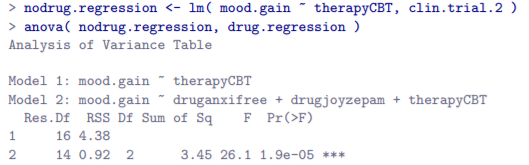 > nodrug.regression <- lm( mood.gain ~ therapyCBT, clin.trial.2 )
> anova( nodrug.regression, drug.regression )
Analysis of Variance Table
Model 1: mood.gain ~ therapyCBT
Model 2: mood.gain ~ druganxifree + drugjoyzepam + therapyCBT
Res.Df RSS Df Sum of Sq F Pr(>F)
1 16 4.38
2 14 0.92 2 3.45 26.1 1.9e-05 ***